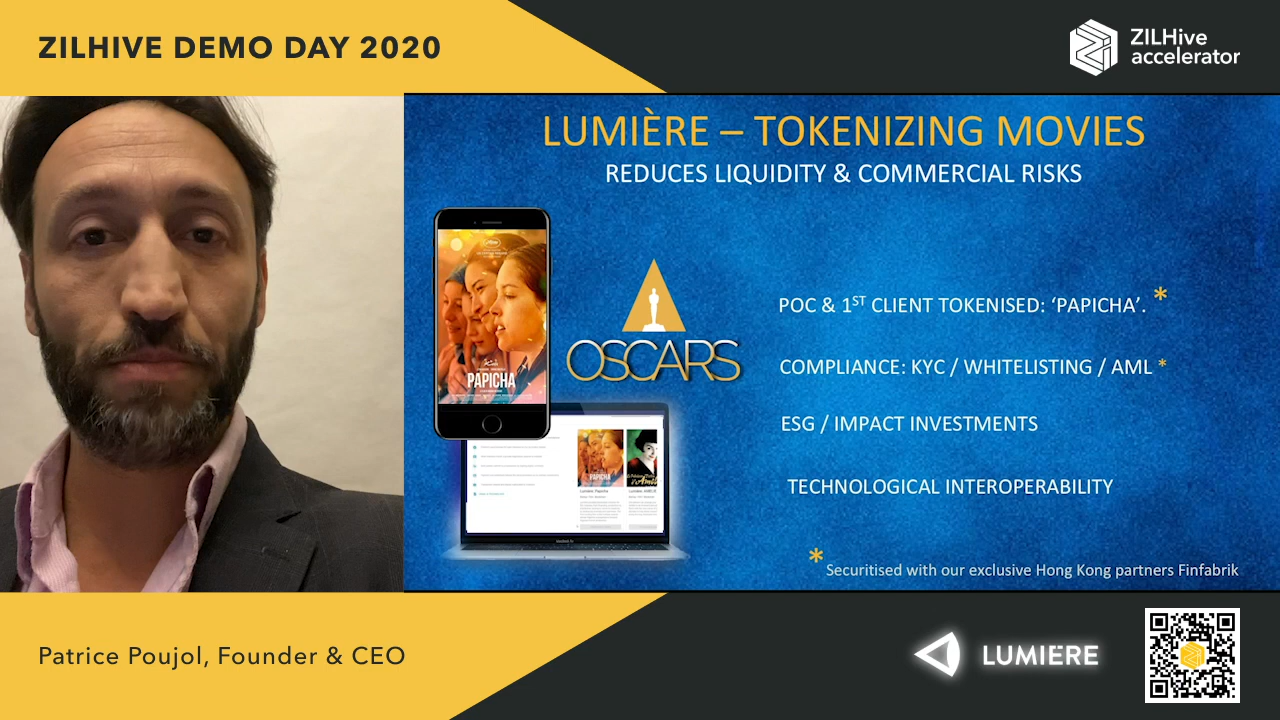 ZILHIVE DEMO DAY 2020
ZILHive
accelerator
LUMIÈRE – TOKENIZING MOVIES
REDUCES LIQUIDITY & COMMERCIAL RISKS
PAPICHA
OSCARS
POC & 1ST CLIENT TOKENISED: ‘PAPICHA’. *
COMPLIANCE: KYC / WHITELISTING / AML *
ESG / IMPACT INVESTMENTS
TECHNOLOGICAL INTEROPERABILITY
PAPICHA
* Securitised with our exclusive Hong Kong partners Finfabrik
Patrice Poujol, Founder & CEO
LUMIERE